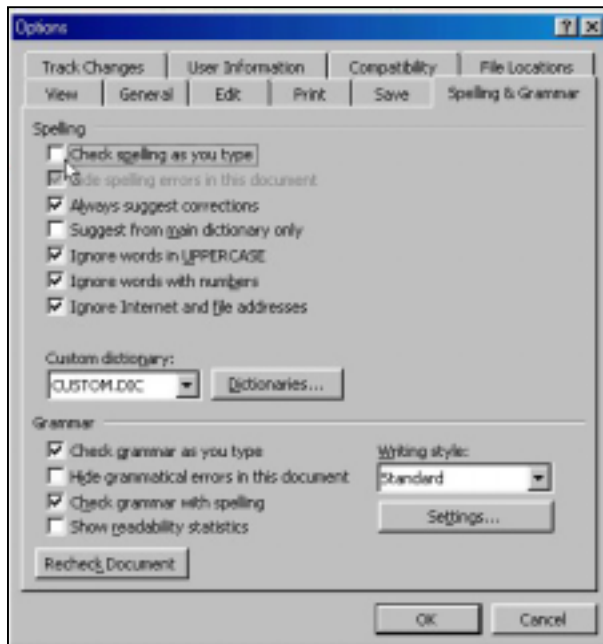 Options
Track Changes User Information Compatibility File Locations
View General Edit Print Save Spelling & Grammar
Spelling
Check spelling as you type
Hide spelling errors in this document
Always suggest corrections
Suggest from main dictionary only
Ignore words in UPPERCASE
Ignore words with numbers
Ignore Internet and file addresses
Custom dictionary:
CUSTOM.DIC Dictionaries...
Grammar
Check grammar as you type Writing style:
Hide grammatical errors in this document Standard
Check grammar with spelling
Settings...
Show readability statistics
Recheck Document
OK Cancel